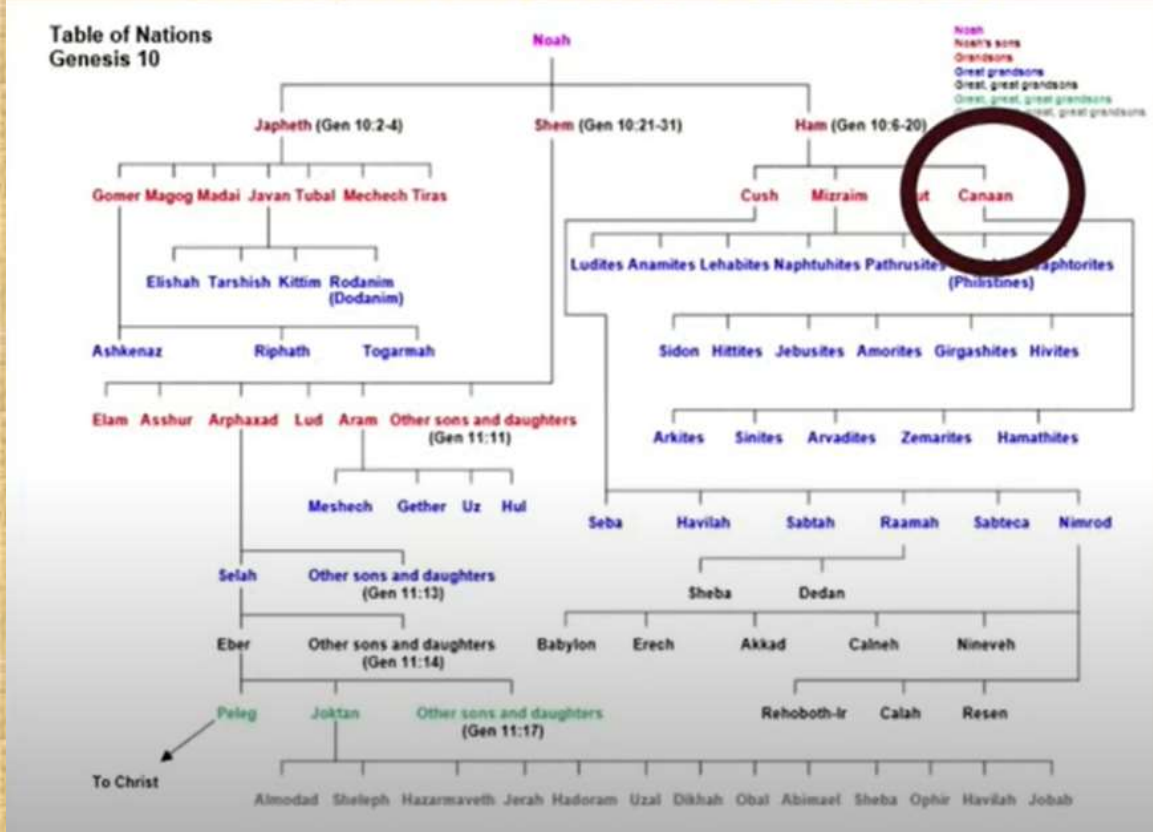 Table of Nations
Genesis 10
Noah
Noah
Noah's sons
Grandsons
Great grandsons
Great, great grandsons
Great, great, great grandsons
great, great grandsons
Japheth (Gen 10:2-4) Shem (Gen 10:21-31) Ham (Gen 10:6-20)
Gomer Magog Madai Javan Tubal Mechech Tiras Cush Mizraim ut Canaan
Ludites Anamites Lehabites Naphtuhites Pathrusites aphtorites
(Philistines)
Elishah Tarshish Kittim Rodanim
(Dodanim)
Ashkenaz Riphath Togarmah Sidon Hittites Jebusites Amorites Girgashites Hivites
Elam Asshur Arphaxad Lud Aram Other sons and daughters
(Gen 11:11)
Arkites Sinites Arvadites Zemarites Hamathites
Meshech Gether Uz Hul
Seba Havilah Sabtah Raamah Sabteca Nimrod
Selah Other sons and daughters
(Gen 11:13)
Sheba Dedan
Eber Other sons and daughters
(Gen 11:14)
Babylon Erech Akkad Calneh Nineveh
Peleg Joktan Other sons and daughters
(Gen 11:17)
Rehoboth-Ir Calah Resen
To Christ
Almodad Sheleph Hazarmaveth Jerah Hadoram Uzal Dikhah Obal Abimael Sheba Ophir Havilah Jobab